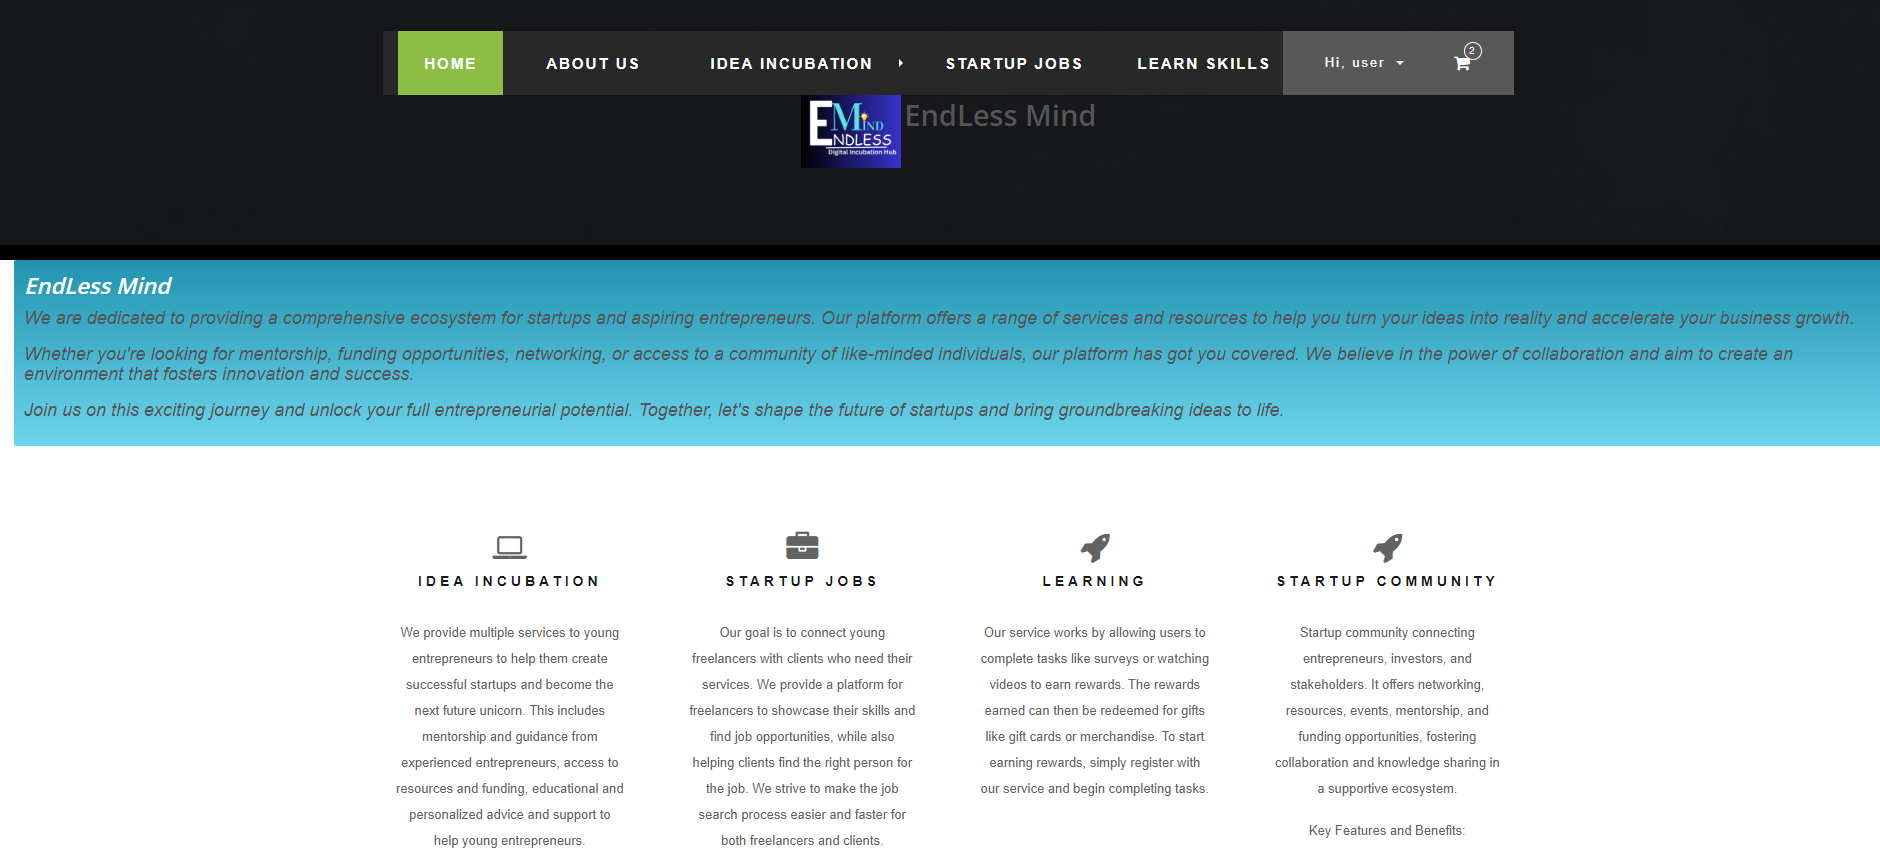 HOME ABOUT US IDEA INCUBATION STARTUP JOBS LEARN SKILLS Hi, user 2
EMIND
ENDLESS
Digital Incubation Hub
EndLess Mind
EndLess Mind
We are dedicated to providing a comprehensive ecosystem for startups and aspiring entrepreneurs. Our platform offers a range of services and resources to help you turn your ideas into reality and accelerate your business growth.
Whether you're looking for mentorship, funding opportunities, networking, or access to a community of like-minded individuals, our platform has got you covered. We believe in the power of collaboration and aim to create an
environment that fosters innovation and success.
Join us on this exciting journey and unlock your full entrepreneurial potential. Together, let's shape the future of startups and bring groundbreaking ideas to life.
IDEA INCUBATION
We provide multiple services to young
entrepreneurs to help them create
successful startups and become the
next future unicorn. This includes
mentorship and guidance from
experienced entrepreneurs, access to
resources and funding, educational and
personalized advice and support to
help young entrepreneurs.
STARTUP JOBS
Our goal is to connect young
freelancers with clients who need their
services. We provide a platform for
freelancers to showcase their skills and
find job opportunities, while also
helping clients find the right person for
the job. We strive to make the job
search process easier and faster for
both freelancers and clients.
LEARNING
Our service works by allowing users to
complete tasks like surveys or watching
videos to earn rewards. The rewards
earned can then be redeemed for gifts
like gift cards or merchandise. To start
earning rewards, simply register with
our service and begin completing tasks.
STARTUP COMMUNITY
Startup community connecting
entrepreneurs, investors, and
stakeholders. It offers networking,
resources, events, mentorship, and
funding opportunities, fostering
collaboration and knowledge sharing in
a supportive ecosystem.
Key Features and Benefits: